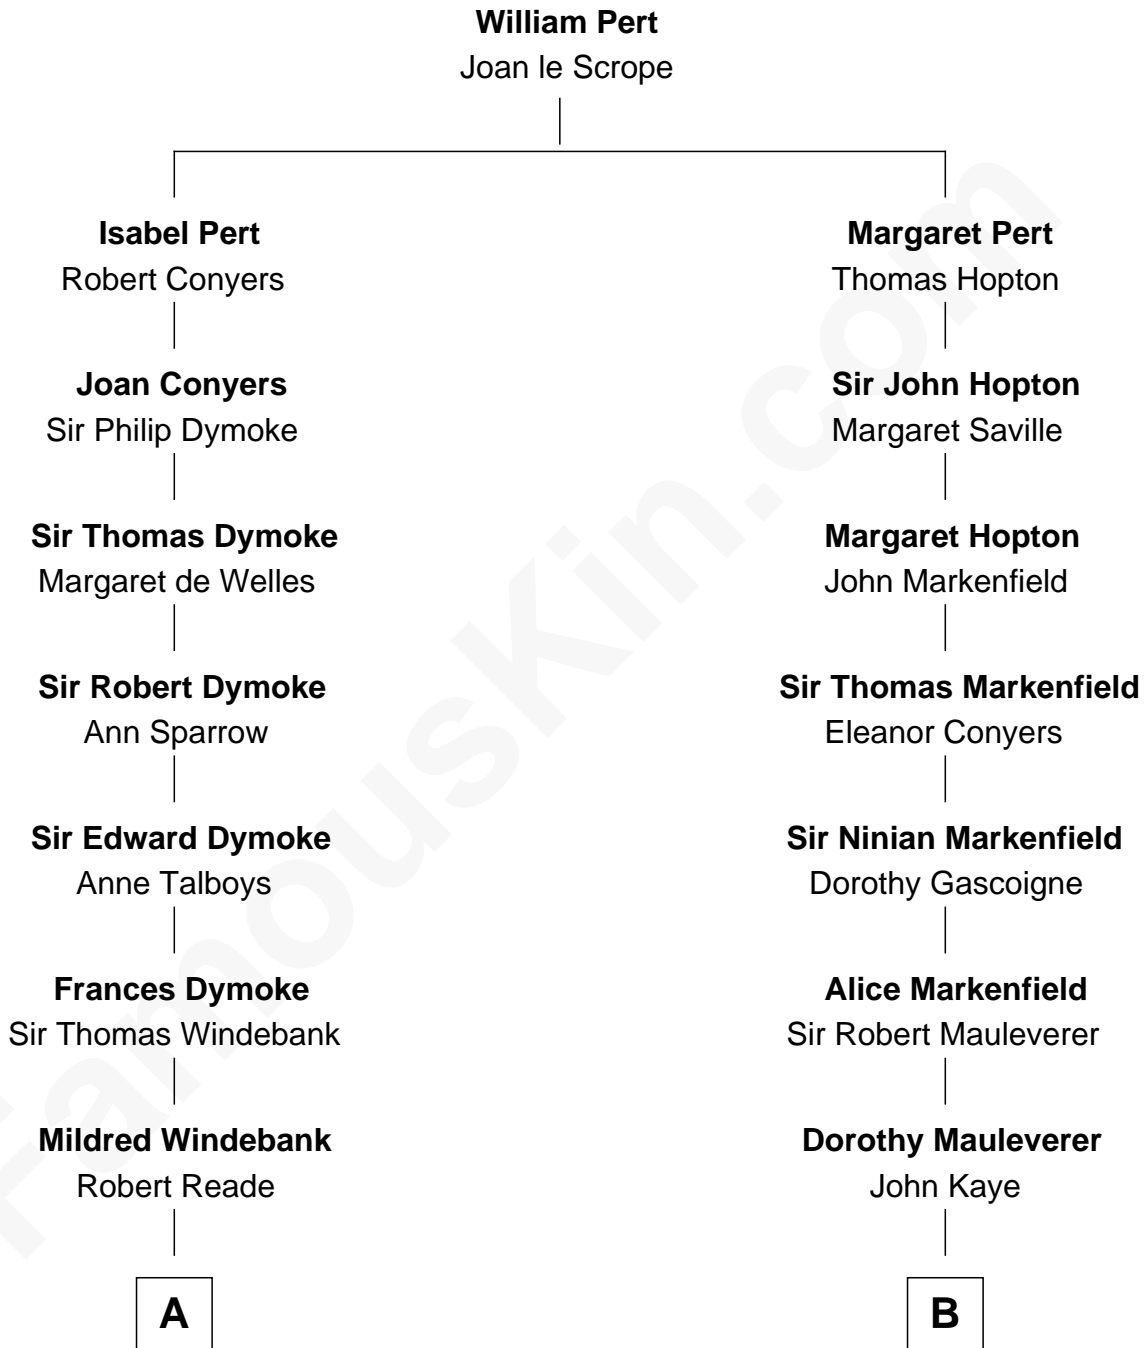 William Pert
Joan le Scrope
Isabel Pert
Robert Conyers
Margaret Pert
Thomas Hopton
Joan Conyers
Sir Philip Dymoke
Sir John Hopton
Margaret Saville
Sir Thomas Dymoke
Margaret de Welles
Margaret Hopton
John Markenfield
Sir Robert Dymoke
Ann Sparrow
Sir Thomas Markenfield
Eleanor Conyers
Sir Edward Dymoke
Anne Talboys
Sir Ninian Markenfield
Dorothy Gascoigne
Frances Dymoke
Sir Thomas Windebank
Alice Markenfield
Sir Robert Mauleverer
Mildred Windebank
Robert Reade
Dorothy Mauleverer
John Kaye
A
B
FamousKin.com